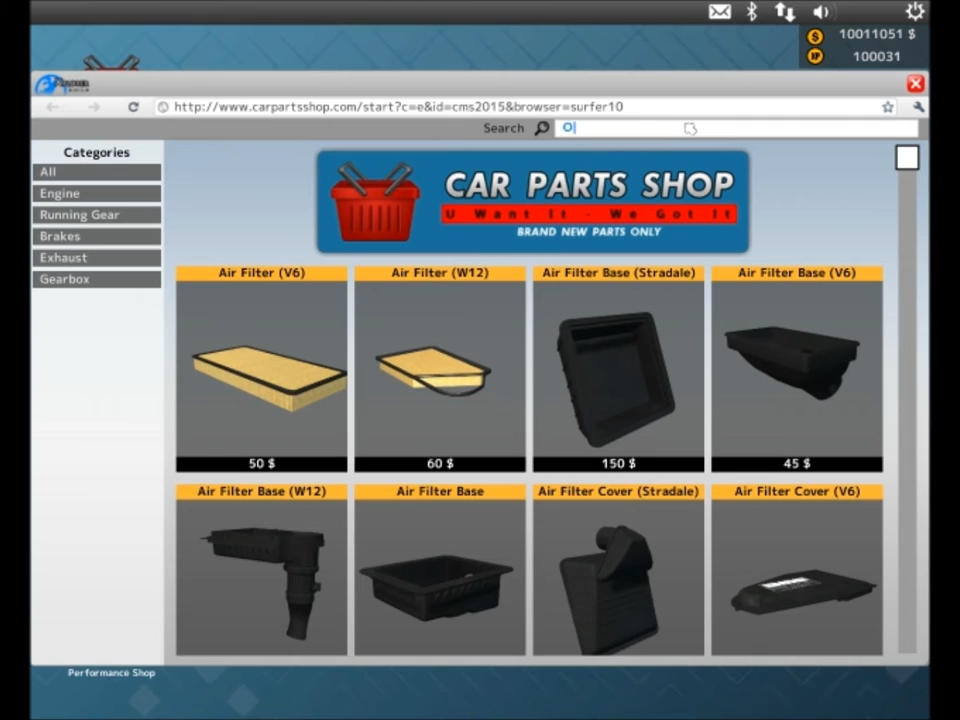 10011051 $
XP
100031
http://www.carpartsshop.com/start?c=e&id=cms2015&browser=surfer10
Search
O
Categories
All
Engine
Running Gear
Brakes
Exhaust
Gearbox
CAR PARTS SHOP
U Want It - We Got It
BRAND NEW PARTS ONLY
Air Filter (V6)
Air Filter (W12)
Air Filter Base (Stradale)
Air Filter Base (V6)
50 $
60 $
150 $
45 $
Air Filter Base (W12)
Air Filter Base
Air Filter Cover (Stradale)
Air Filter Cover (V6)
Performance Shop